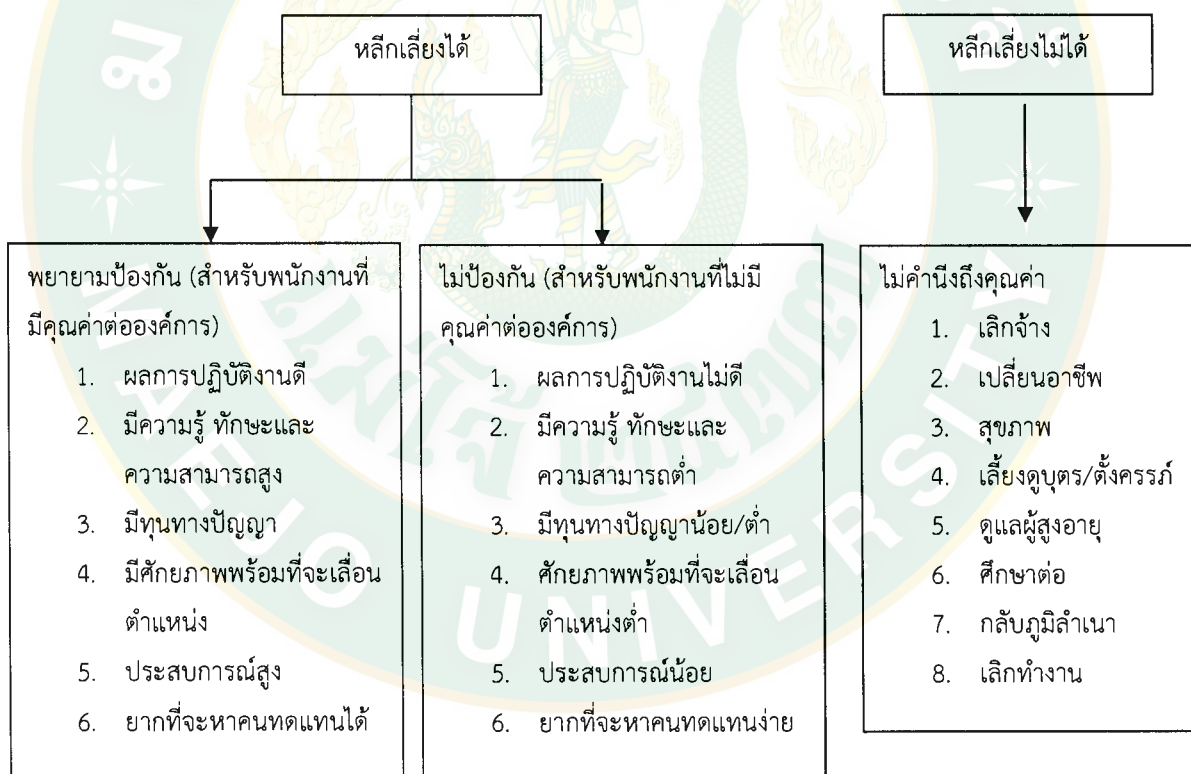 หลีกเลี่ยงได้
หลีกเลี่ยงไม่ได้
พยายามป้องกัน (สำหรับพนักงานที่
มีคุณค่าต่อองค์การ)
1. ผลการปฏิบัติงานดี
2. มีความรู้ ทักษะและ
ความสามารถสูง
3. มีทุนทางปัญญา
4. มีศักยภาพพร้อมที่จะเลื่อน
ตำแหน่ง
5. ประสบการณ์สูง
6. ยากที่จะหาคนทดแทนได้
ไม่ป้องกัน (สำหรับพนักงานที่ไม่มี
คุณค่าต่อองค์การ)
1. ผลการปฏิบัติงานไม่ดี
2. มีความรู้ ทักษะและ
ความสามารถต่ำ
3. มีทุนทางปัญญาน้อย/ต่ำ
4. ศักยภาพพร้อมที่จะเลื่อน
ตำแหน่งต่ำ
5. ประสบการณ์น้อย
6. ยากที่จะหาคนทดแทนง่าย
ไม่คำนึงถึงคุณค่า
1. เลิกจ้าง
2. เปลี่ยนอาชีพ
3. สุขภาพ
4. เลี้ยงดูบุตร/ตั้งครรภ์
5. ดูแลผู้สูงอายุ
6. ศึกษาต่อ
7. กลับภูมิลำเนา
8. เลิกทำงาน
MAEJO UNIVERSITY